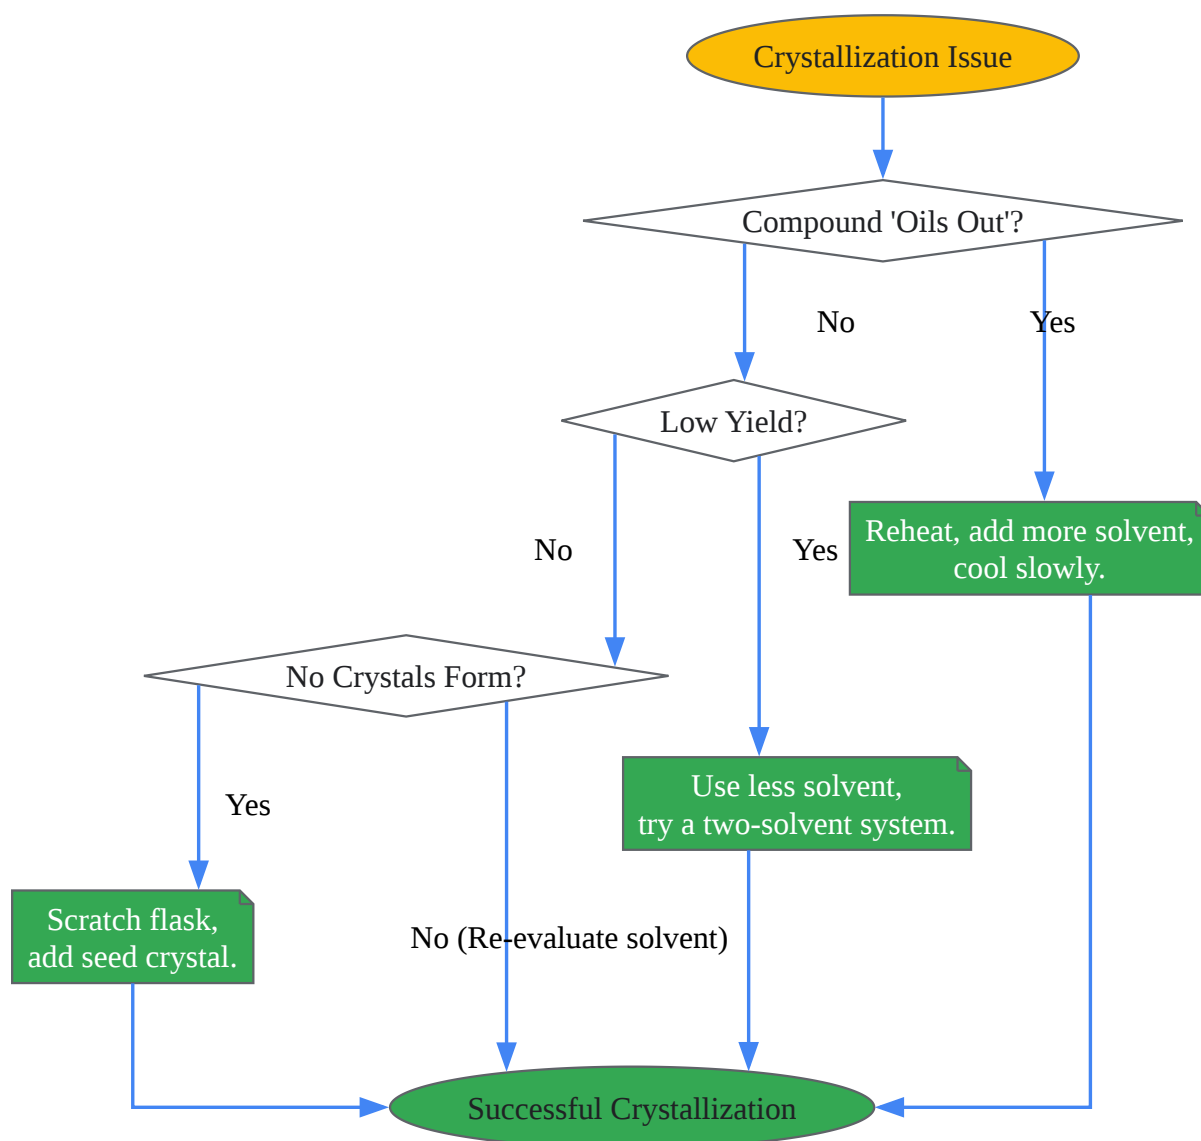 Crystallization Issue
Compound 'Oils Out'?
No
Yes
Low Yield?
Reheat, add more solvent,
cool slowly.
No
Yes
No Crystals Form?
Use less solvent,
try a two-solvent system.
Yes
Scratch flask,
add seed crystal.
No (Re-evaluate solvent)
Successful Crystallization